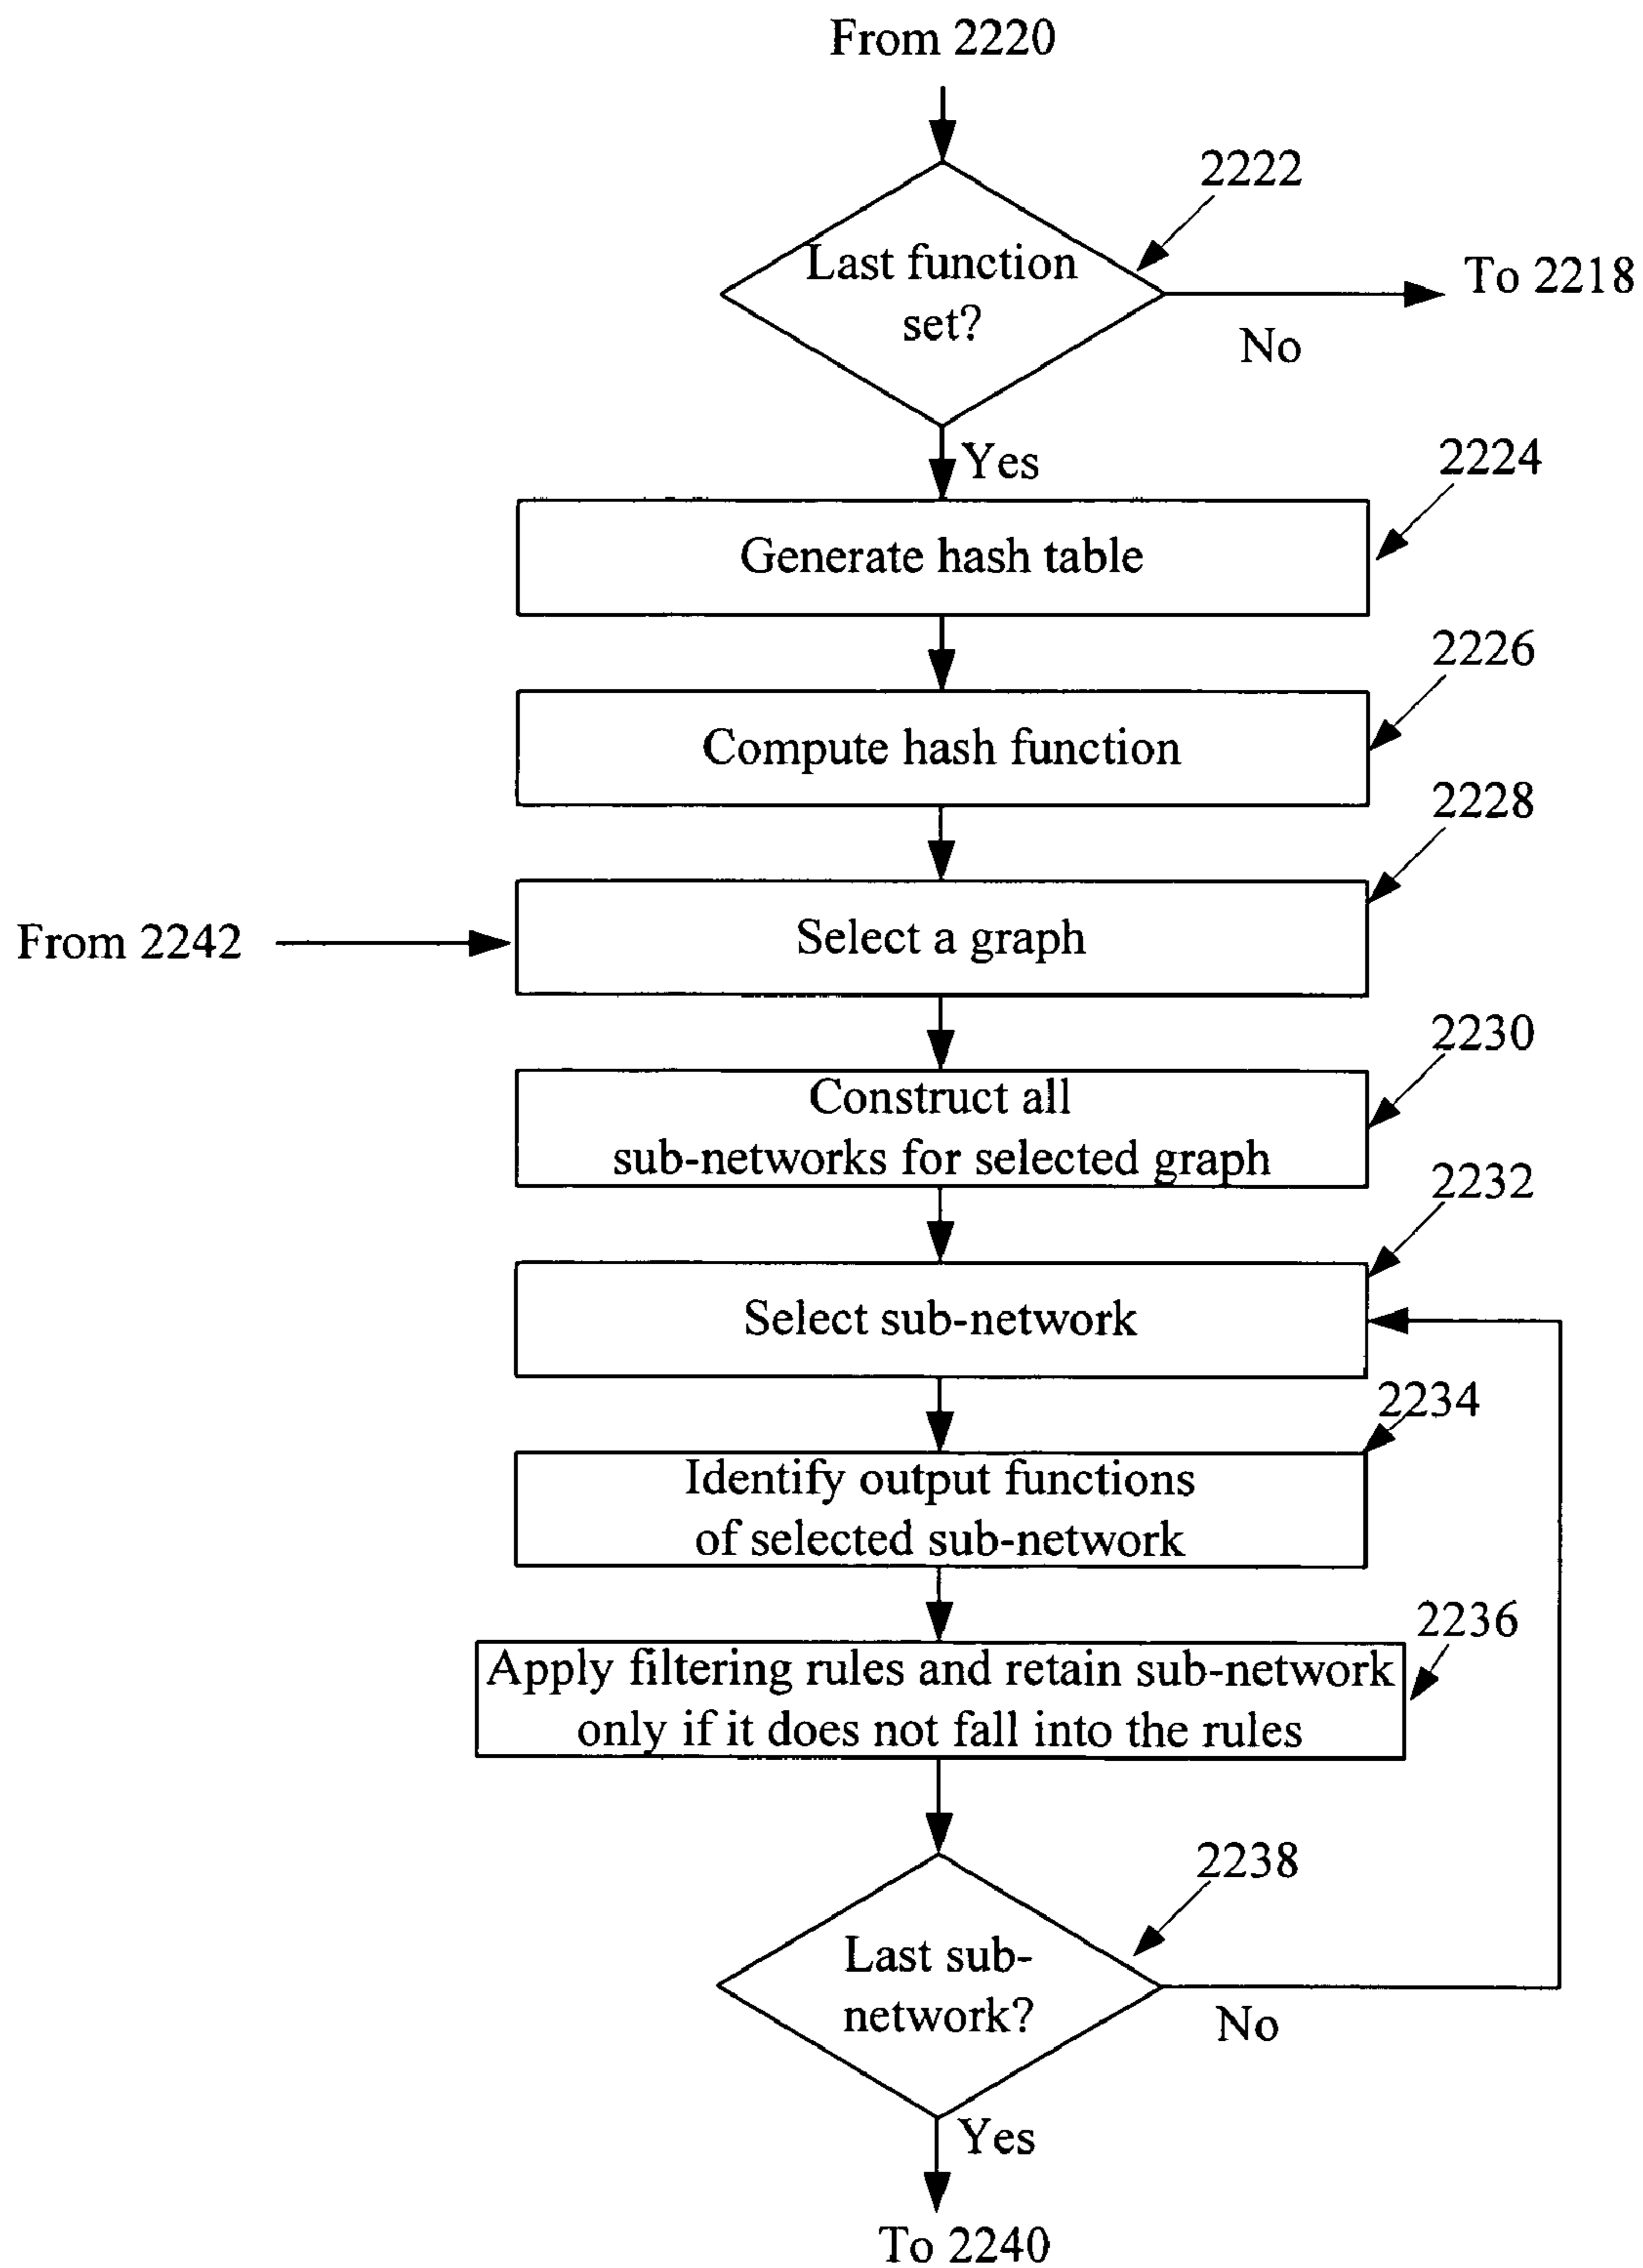 From 2220
2222
Last function
set?
To 2218
No
Yes
2224
Generate hash table
2226
Compute hash function
2228
From 2242
Select a graph
2230
Construct all
sub-networks for selected graph
2232
Select sub-network
2234
Identify output functions
of selected sub-network
2236
Apply filtering rules and retain sub-network
only if it does not fall into the rules
2238
Last sub-
network?
No
Yes
To 2240